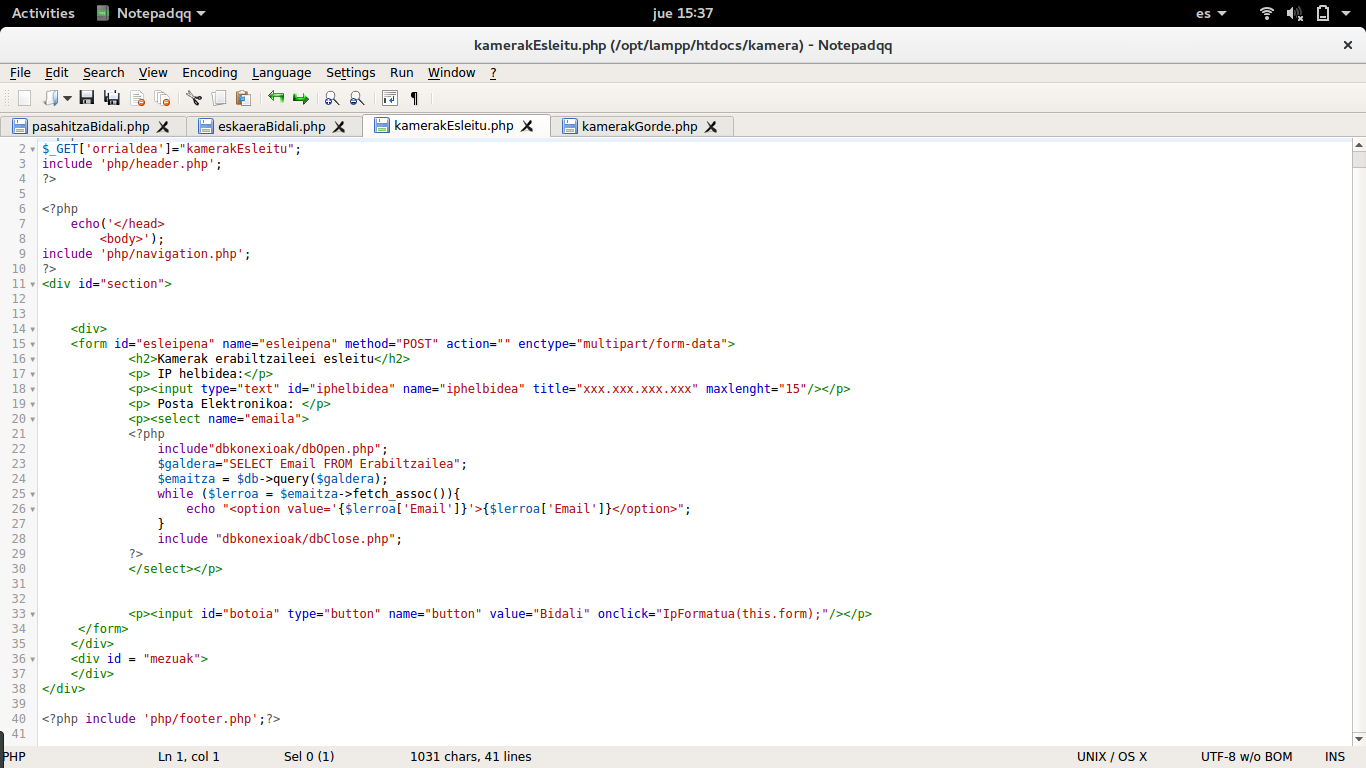 Activities Notepadqq jue 15:37 es
kamerakEsleitu.php (/opt/lampp/htdocs/kamera) - Notepadqq
File Edit Search View Encoding Language Settings Run Window ?
pasahitzaBidali.php eskaeraBidali.php kamerakEsleitu.php kamerakGorde.php
2 $_GET['orrialdea']="kamerakEsleitu";
3 include 'php/header.php';
4 ?>
5
6 <?php
7     echo('</head>
8         <body>');
9 include 'php/navigation.php';
10 ?>
11 <div id="section">
12
13
14     <div>
15     <form id="esleipena" name="esleipena" method="POST" action="" enctype="multipart/form-data">
16             <h2>Kamerak erabiltzaileei esleitu</h2>
17             <p> IP helbidea:</p>
18             <p><input type="text" id="iphelbidea" name="iphelbidea" title="xxx.xxx.xxx.xxx" maxlenght="15"/></p>
19             <p> Posta Elektronikoa: </p>
20             <p><select name="emaila">
21             <?php
22                 include"dbkonexioak/dbOpen.php";
23                 $galdera="SELECT Email FROM Erabiltzailea";
24                 $emaitza = $db->query($galdera);
25                 while ($lerroa = $emaitza->fetch_assoc()){
26                     echo "<option value='{$lerroa['Email']}'>{$lerroa['Email']}</option>";
27                 }
28                 include "dbkonexioak/dbClose.php";
29             ?>
30             </select></p>
31
32
33             <p><input id="botoia" type="button" name="button" value="Bidali" onclick="IpFormatua(this.form);"/></p>
34      </form>
35     </div>
36     <div id = "mezuak">
37     </div>
38 </div>
39
40 <?php include 'php/footer.php';?>
41
PHP Ln 1, col 1 Sel 0 (1) 1031 chars, 41 lines UNIX / OS X UTF-8 w/o BOM INS